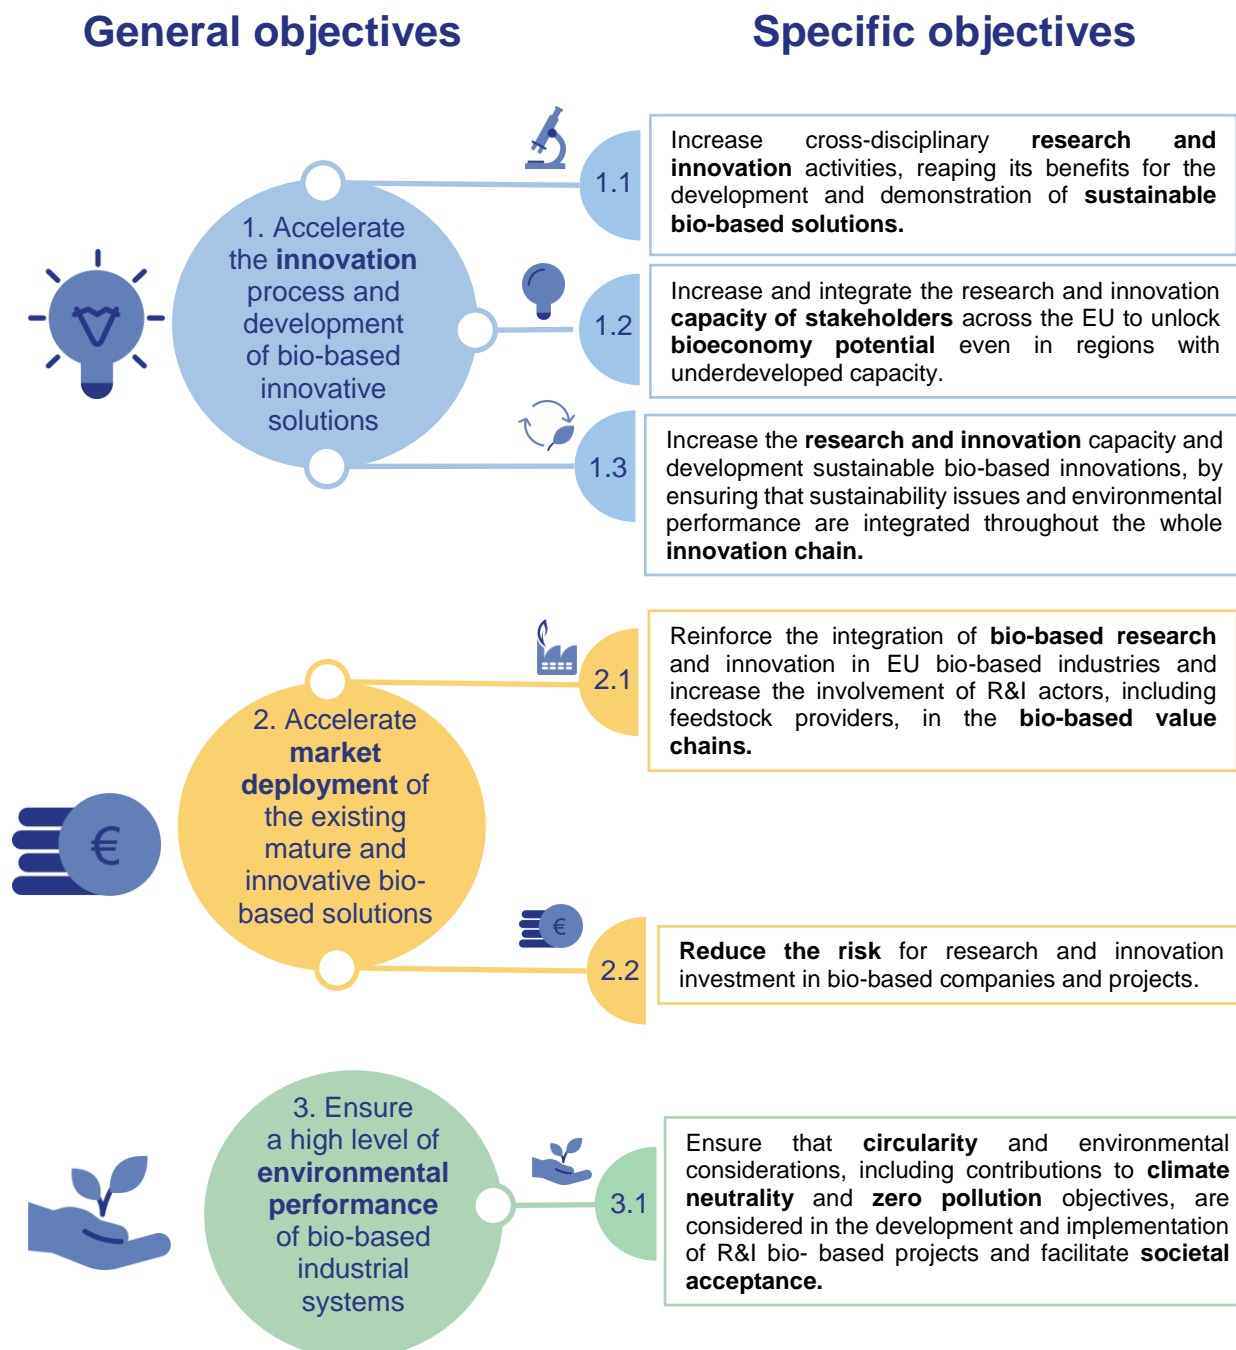 General objectives
Specific objectives
1. Accelerate
the innovation
process and
development
of bio-based
innovative
solutions
1.1
Increase cross-disciplinary research and
innovation activities, reaping its benefits for the
development and demonstration of sustainable
bio-based solutions.
1.2
Increase and integrate the research and innovation
capacity of stakeholders across the EU to unlock
bioeconomy potential even in regions with
underdeveloped capacity.
1.3
Increase the research and innovation capacity and
development sustainable bio-based innovations, by
ensuring that sustainability issues and environmental
performance are integrated throughout the whole
innovation chain.
2. Accelerate
market
deployment of
the existing
mature and
innovative bio-
based solutions
€
2.1
Reinforce the integration of bio-based research
and innovation in EU bio-based industries and
increase the involvement of R&I actors, including
feedstock providers, in the bio-based value
chains.
€
2.2
Reduce the risk for research and innovation
investment in bio-based companies and projects.
3. Ensure
a high level of
environmental
performance
of bio-based
industrial
systems
3.1
Ensure that circularity and environmental
considerations, including contributions to climate
neutrality and zero pollution objectives, are
considered in the development and implementation
of R&I bio- based projects and facilitate societal
acceptance.